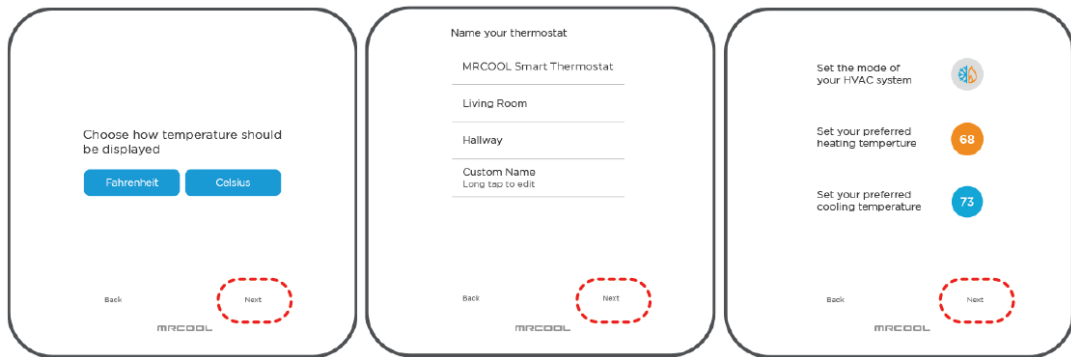 Choose how temperature should
be displayed
Fahrenheit
Celsius
Back
Next
MRCOOL
Name your thermostat
MRCOOL Smart Thermostat
Living Room
Hallway
Custom Name
Long tap to edit
Back
Next
MRCOOL
Set the mode of
your HVAC system
Set your preferred
heating temperture
68
Set your preferred
cooling temperature
73
Back
Next
MRCOOL